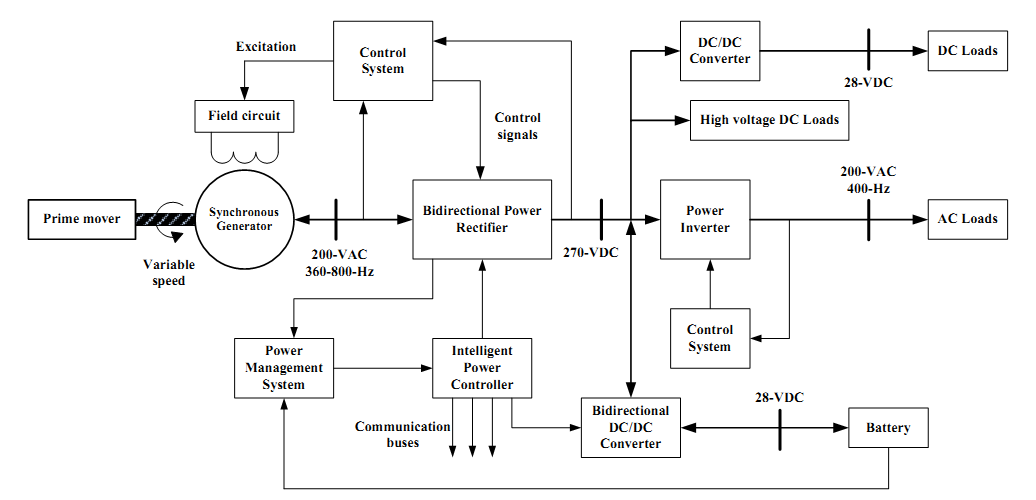 Excitation
Control
System
DC/DC
Converter
28-VDC
DC Loads
Field circuit
Control
signals
High voltage DC Loads
Prime mover
Variable
speed
Synchronous
Generator
200-VAC
360-800-Hz
Bidirectional Power
Rectifier
270-VDC
Power
Inverter
200-VAC
400-Hz
AC Loads
Control
System
Power
Management
System
Intelligent
Power
Controller
Communication
buses
Bidirectional
DC/DC
Converter
28-VDC
Battery